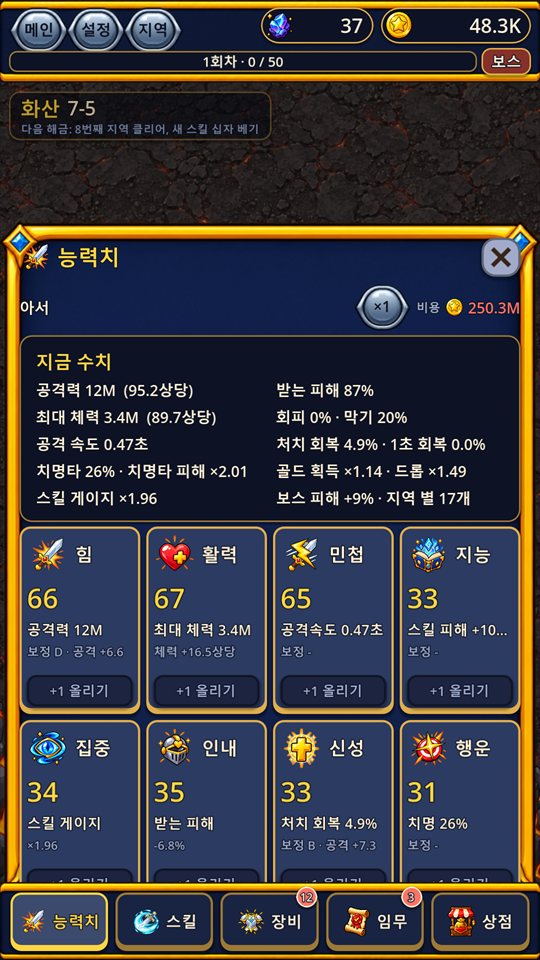 메인 설정 지역 37 48.3K
1회차 · 0 / 50 보스
화산 7-5
다음 해금: 8번째 지역 클리어, 새 스킬 십자 베기
능력치
아서 ×1 비용 250.3M
지금 수치
공격력 12M (95.2상당) 받는 피해 87%
최대 체력 3.4M (89.7상당) 회피 0% · 막기 20%
공격 속도 0.47초 처치 회복 4.9% · 1초 회복 0.0%
치명타 26% · 치명타 피해 ×2.01 골드 획득 ×1.14 · 드롭 ×1.49
스킬 게이지 ×1.96 보스 피해 +9% · 지역 별 17개
힘 활력 민첩 지능
66 67 65 33
공격력 12M 최대 체력 3.4M 공격속도 0.47초 스킬 피해 +10...
보정 D · 공격 +6.6 체력 +16.5상당 보정 - 보정 -
+1 올리기 +1 올리기 +1 올리기 +1 올리기
집중 인내 신성 행운
34 35 33 31
스킬 게이지 받는 피해 처치 회복 4.9% 치명 26%
×1.96 -6.8% 보정 B · 공격 +7.3 보정 -
12 3
능력치 스킬 장비 임무 상점